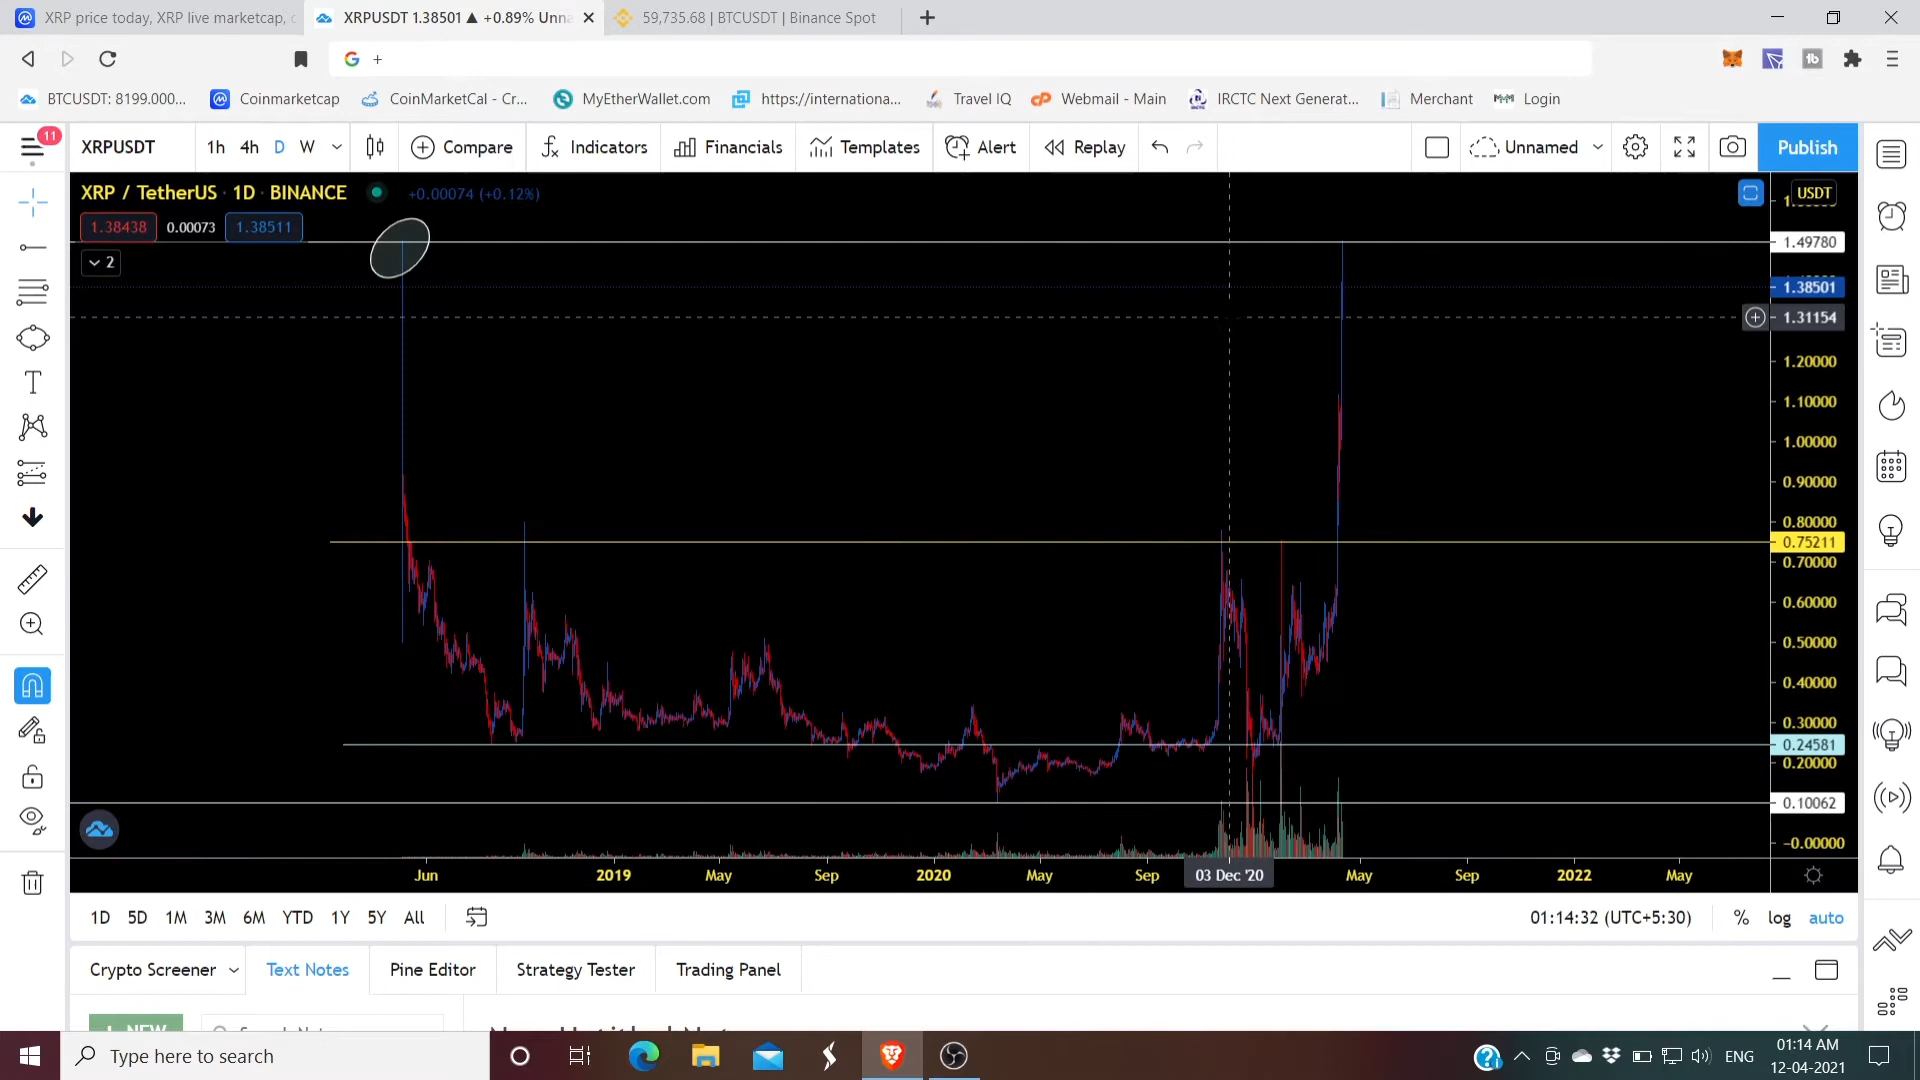 XRP price today, XRP live marketcap, c
XRPUSDT 1.38501 ▲ +0.89% Unna
59,735.68 | BTCUSDT | Binance Spot
BTCUSDT: 8199.000...
Coinmarketcap
CoinMarketCal - Cr...
MyEtherWallet.com
https://internationa...
Travel IQ
Webmail - Main
IRCTC Next Generat...
Merchant
Login
11
XRPUSDT
1h 4h D W
Compare
Indicators
Financials
Templates
Alert
Replay
Unnamed
Publish
XRP / TetherUS · 1D · BINANCE
+0.00074 (+0.12%)
USDT
1.38438 0.00073 1.38511
2
1.49780
1.38501
1.31154
1.20000
1.10000
1.00000
0.90000
0.80000
0.75211
0.70000
0.60000
0.50000
0.40000
0.30000
0.24581
0.20000
0.10062
−0.00000
Jun 2019 May Sep 2020 May Sep 03 Dec '20 May Sep 2022 May
1D 5D 1M 3M 6M YTD 1Y 5Y All
01:14:32 (UTC+5:30) % log auto
Crypto Screener
Text Notes
Pine Editor
Strategy Tester
Trading Panel
NEW
Type here to search
ENG
01:14 AM
12-04-2021